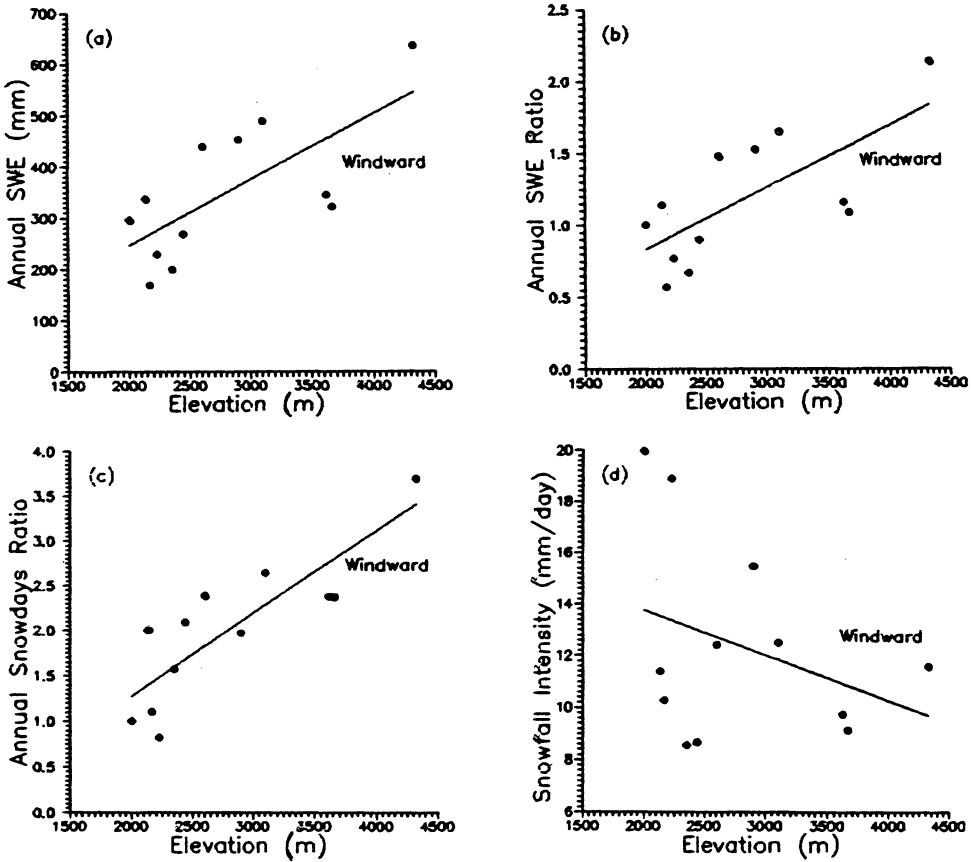 (a)
Annual SWE (mm)
700
600
500
400
300
200
100
0
Windward
1500 2000 2500 3000 3500 4000 4500
Elevation (m)
(b)
Annual SWE Ratio
2.5
2.0
1.5
1.0
0.5
0.0
Windward
1500 2000 2500 3000 3500 4000 4500
Elevation (m)
(c)
Annual Snowdays Ratio
4.0
3.5
3.0
2.5
2.0
1.5
1.0
0.5
0.0
Windward
1500 2000 2500 3000 3500 4000 4500
Elevation (m)
(d)
Snowfall Intensity (mm/day)
20
18
16
14
12
10
8
6
Windward
1500 2000 2500 3000 3500 4000 4500
Elevation (m)